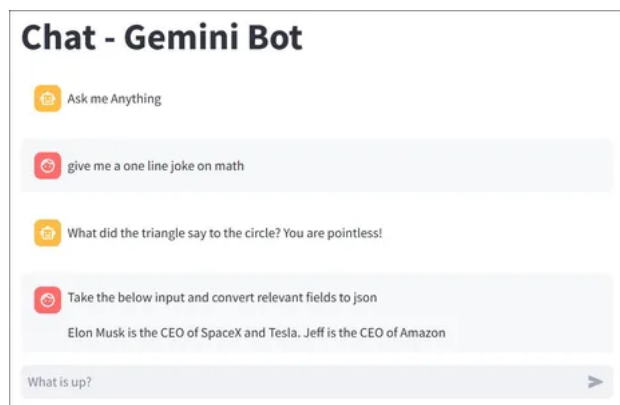 Chat - Gemini Bot
Ask me Anything
give me a one line joke on math
What did the triangle say to the circle? You are pointless!
Take the below input and convert relevant fields to json
Elon Musk is the CEO of SpaceX and Tesla. Jeff is the CEO of Amazon
What is up?